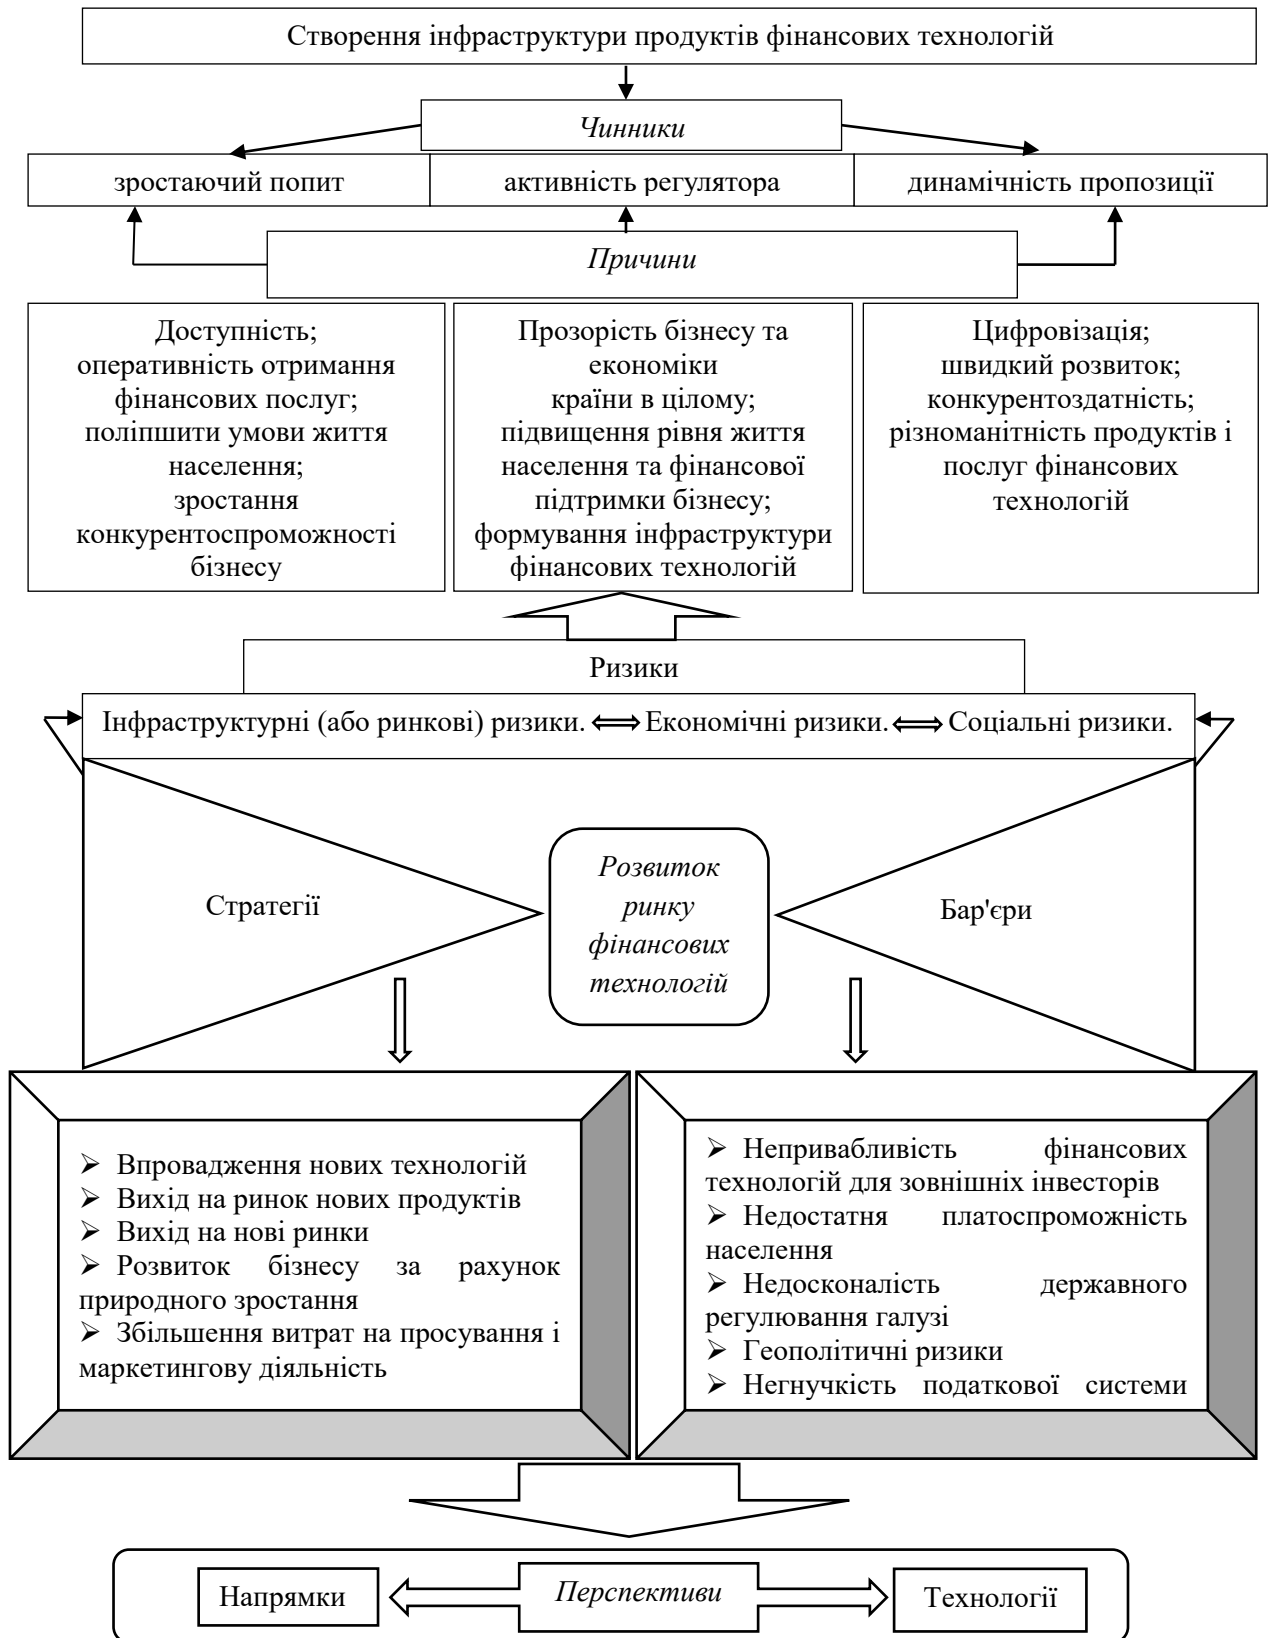 Створення інфраструктури продуктів фінансових технологій
Чинники
зростаючий попит
активність регулятора
динамічність пропозиції
Причини
Доступність;
оперативність отримання
фінансових послуг;
поліпшити умови життя
населення;
зростання
конкурентоспроможності
бізнесу
Прозорість бізнесу та
економіки
країни в цілому;
підвищення рівня життя
населення та фінансової
підтримки бізнесу;
формування інфраструктури
фінансових технологій
Цифровізація;
швидкий розвиток;
конкурентоздатність;
різноманітність продуктів і
послуг фінансових
технологій
Ризики
Інфраструктурні (або ринкові) ризики. Економічні ризики. Соціальні ризики.
Стратегії
Розвиток
ринку
фінансових
технологій
Бар'єри
➢ Впровадження нових технологій
➢ Вихід на ринок нових продуктів
➢ Вихід на нові ринки
➢ Розвиток бізнесу за рахунок
природного зростання
➢ Збільшення витрат на просування і
маркетингову діяльність
➢ Непривабливість фінансових
технологій для зовнішніх інвесторів
➢ Недостатня платоспроможність
населення
➢ Недосконалість державного
регулювання галузі
➢ Геополітичні ризики
➢ Негнучкість податкової системи
Напрямки
Перспективи
Технології